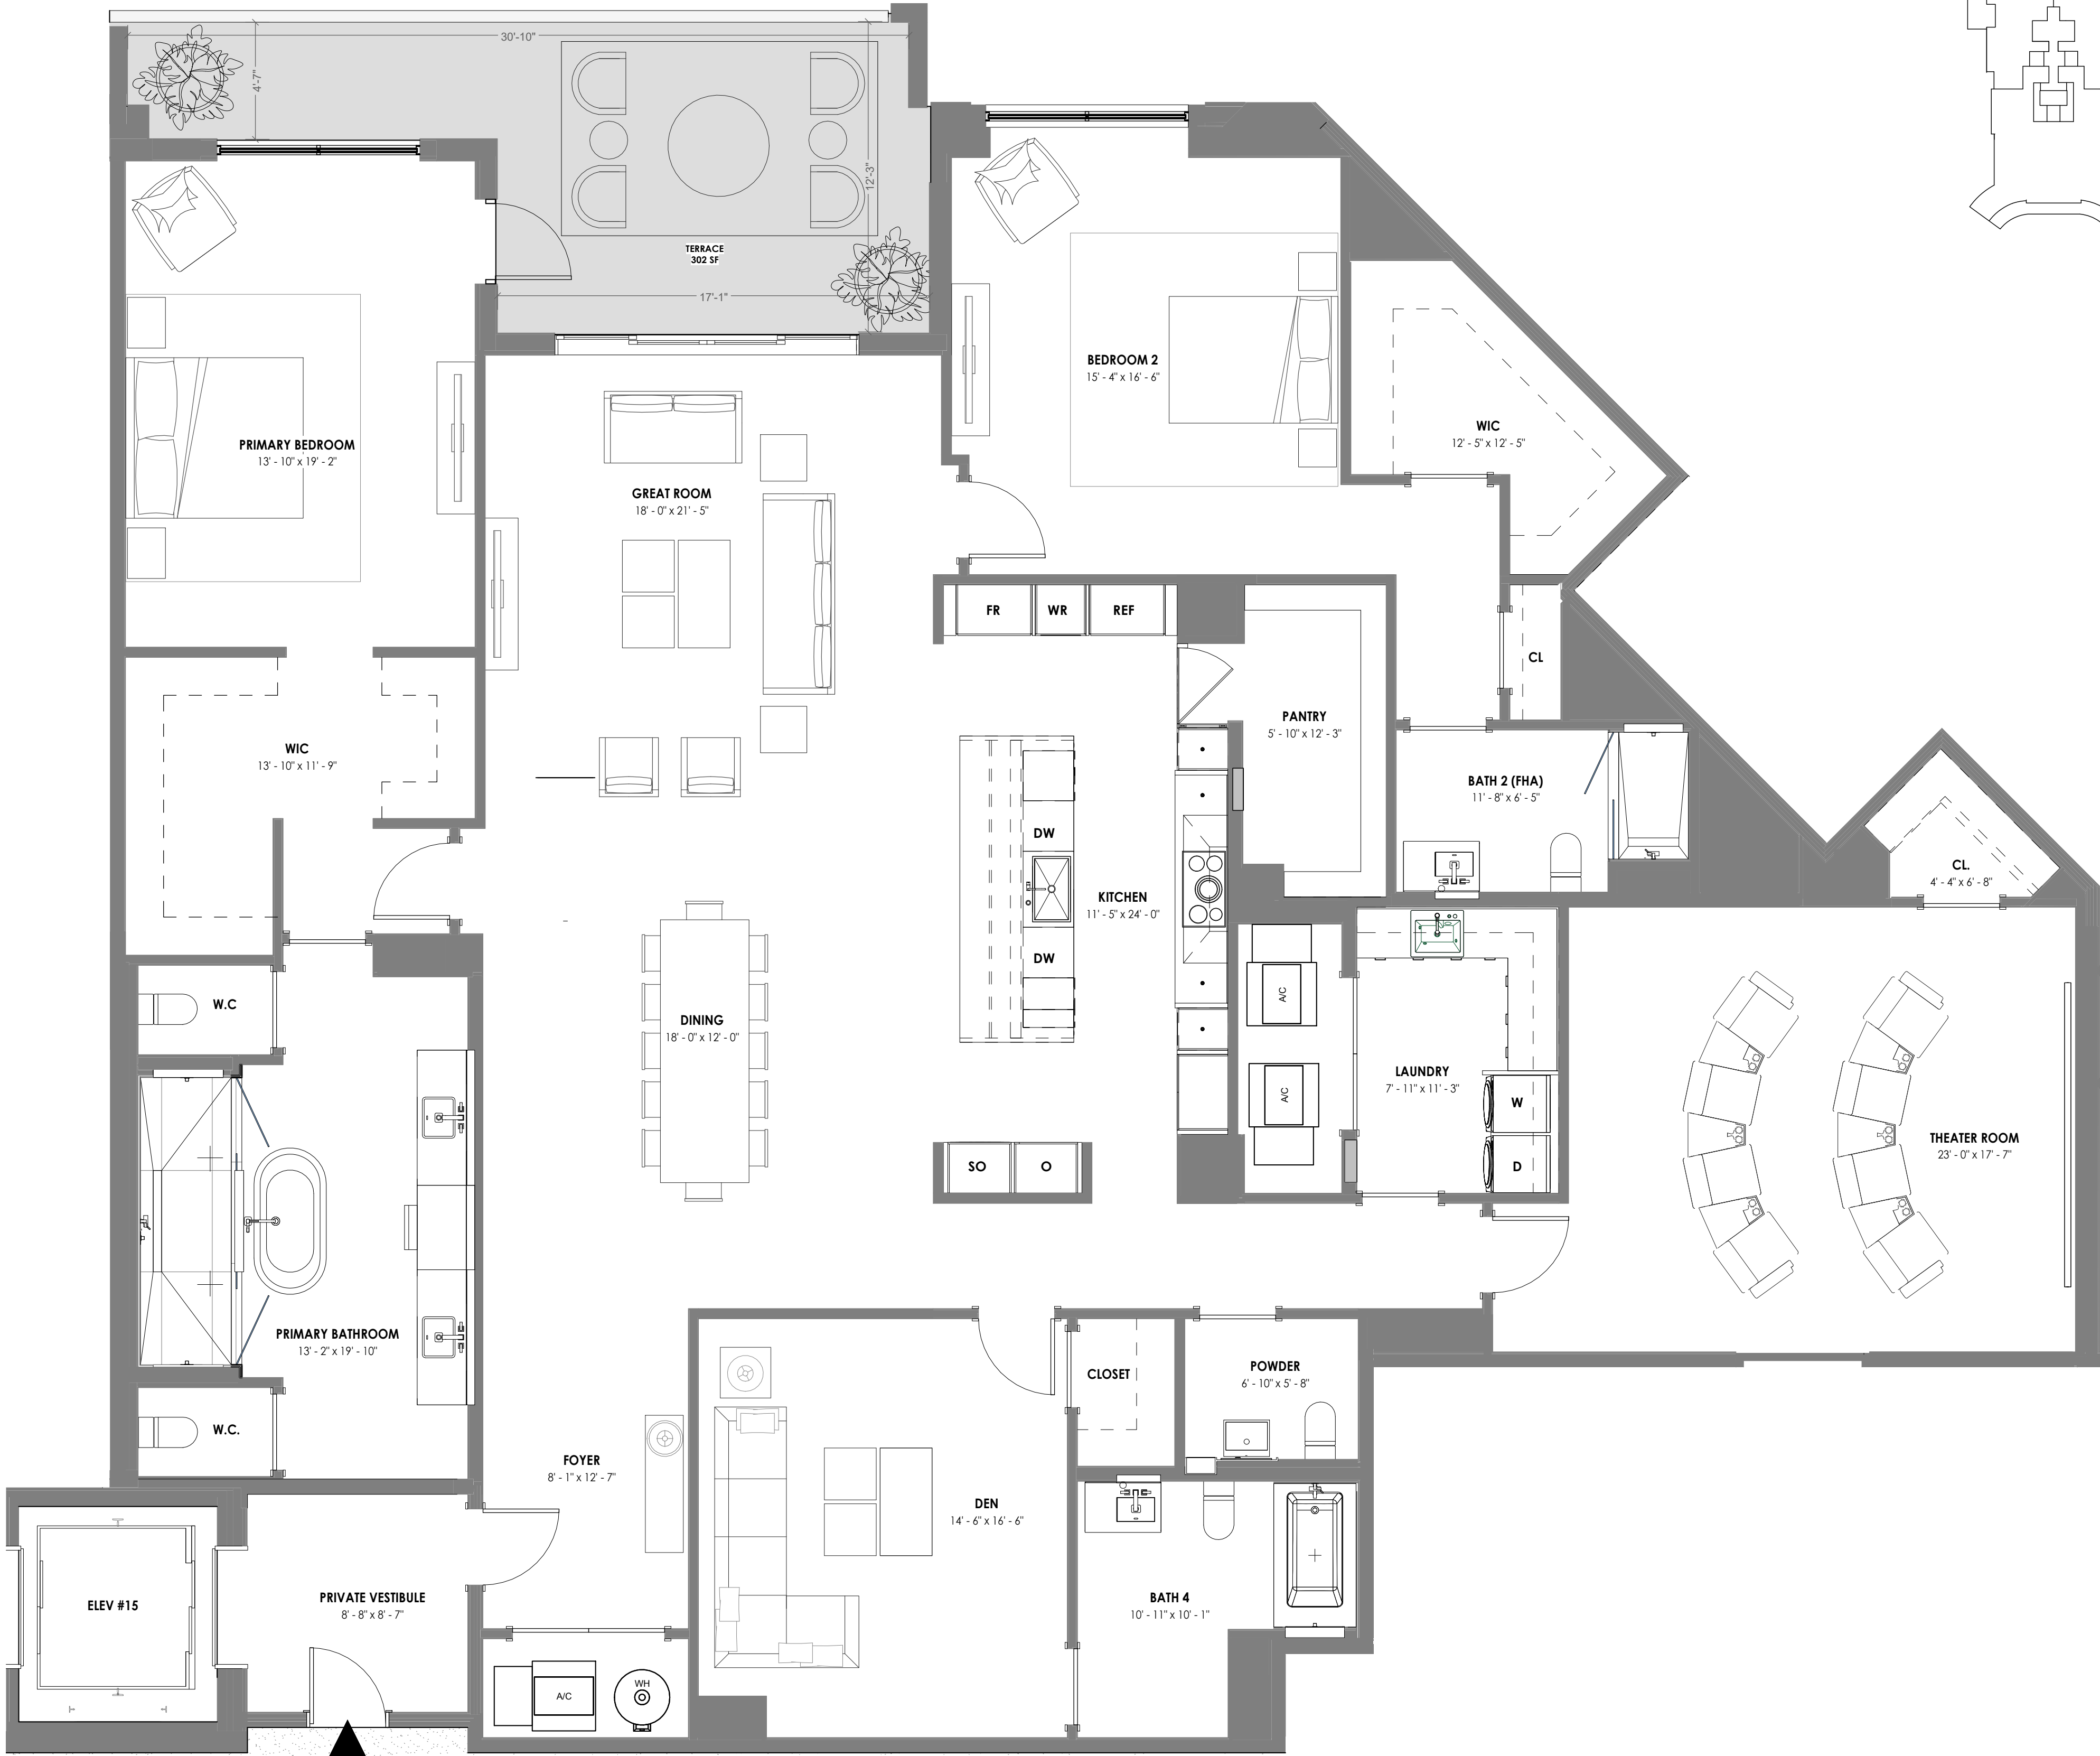 30'-10"
4'-7"
12'-3"
TERRACE
302 SF
17'-1"
BEDROOM 2
15' - 4" x 16' - 6"
WIC
12' - 5" x 12' - 5"
PRIMARY BEDROOM
13' - 10" x 19' - 2"
GREAT ROOM
18' - 0" x 21' - 5"
FR
WR
REF
CL
PANTRY
5' - 10" x 12' - 3"
WIC
13' - 10" x 11' - 9"
BATH 2 (FHA)
11' - 8" x 6' - 5"
DW
CL.
4' - 4" x 6' - 8"
KITCHEN
11' - 5" x 24' - 0"
DW
W.C
A/C
DINING
18' - 0" x 12' - 0"
LAUNDRY
7' - 11" x 11' - 3"
A/C
W
THEATER ROOM
23' - 0" x 17' - 7"
SO
O
D
PRIMARY BATHROOM
13' - 2" x 19' - 10"
CLOSET
POWDER
6' - 10" x 5' - 8"
W.C.
FOYER
8' - 1" x 12' - 7"
DEN
14' - 6" x 16' - 6"
ELEV #15
PRIVATE VESTIBULE
8' - 8" x 8' - 7"
BATH 4
10' - 11" x 10' - 1"
A/C
WH